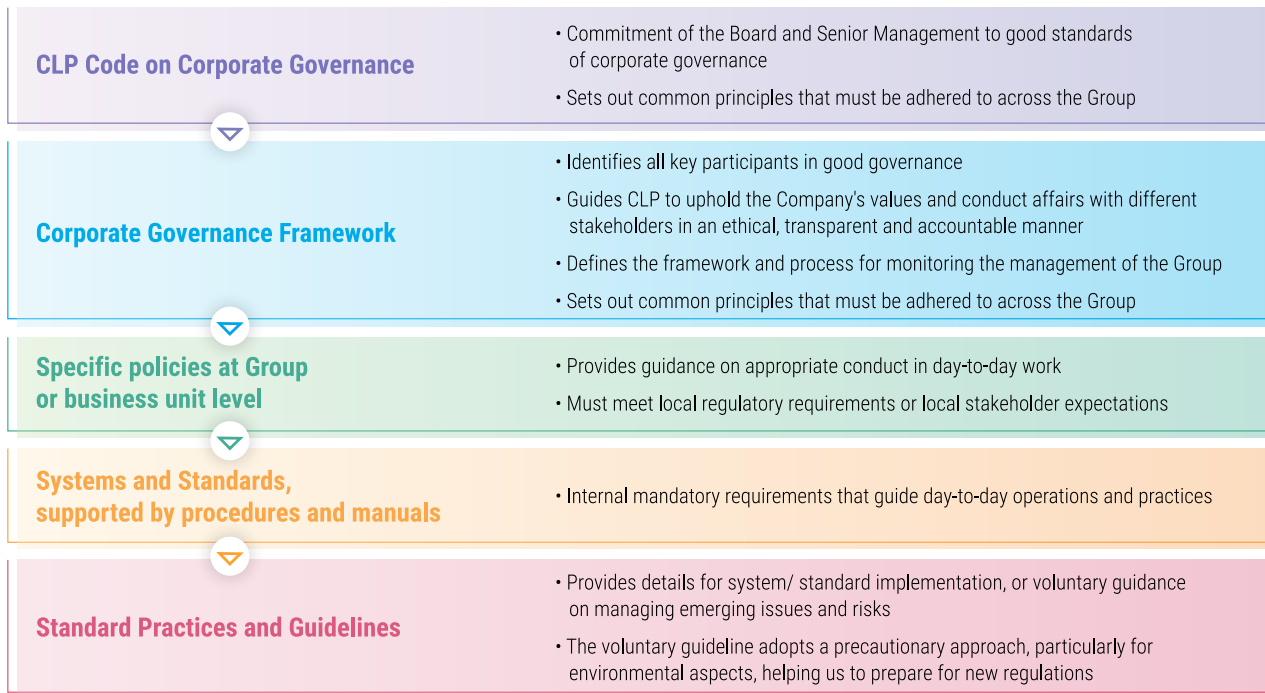 CLP Code on Corporate Governance
• Commitment of the Board and Senior Management to good standards
of corporate governance
• Sets out common principles that must be adhered to across the Group
Corporate Governance Framework
• Identifies all key participants in good governance
• Guides CLP to uphold the Company's values and conduct affairs with different
stakeholders in an ethical, transparent and accountable manner
• Defines the framework and process for monitoring the management of the Group
• Sets out common principles that must be adhered to across the Group
Specific policies at Group
or business unit level
• Provides guidance on appropriate conduct in day-to-day work
• Must meet local regulatory requirements or local stakeholder expectations
Systems and Standards,
supported by procedures and manuals
• Internal mandatory requirements that guide day-to-day operations and practices
Standard Practices and Guidelines
• Provides details for system/ standard implementation, or voluntary guidance
on managing emerging issues and risks
• The voluntary guideline adopts a precautionary approach, particularly for
environmental aspects, helping us to prepare for new regulations